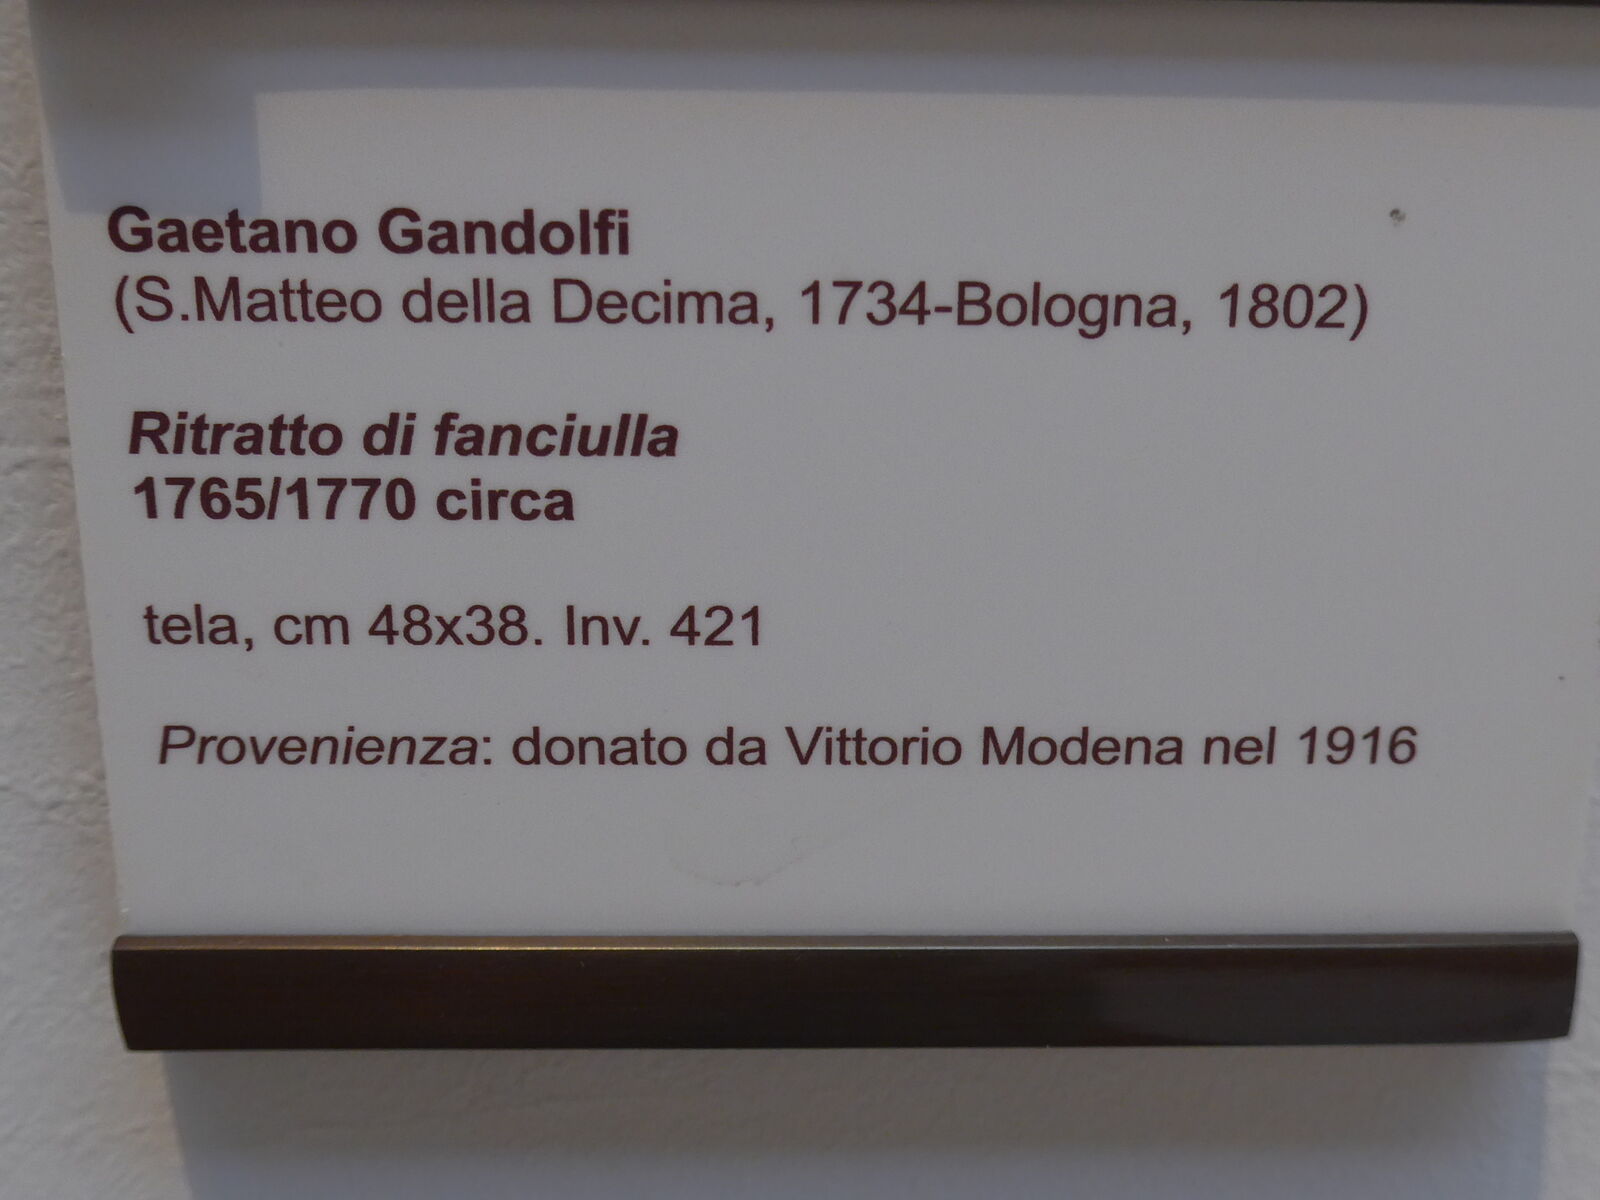 Gaetano Gandolfi
(S.Matteo della Decima, 1734-Bologna, 1802)
Ritratto di fanciulla
1765/1770 circa
tela, cm 48x38. Inv. 421
Provenienza: donato da Vittorio Modena nel 1916